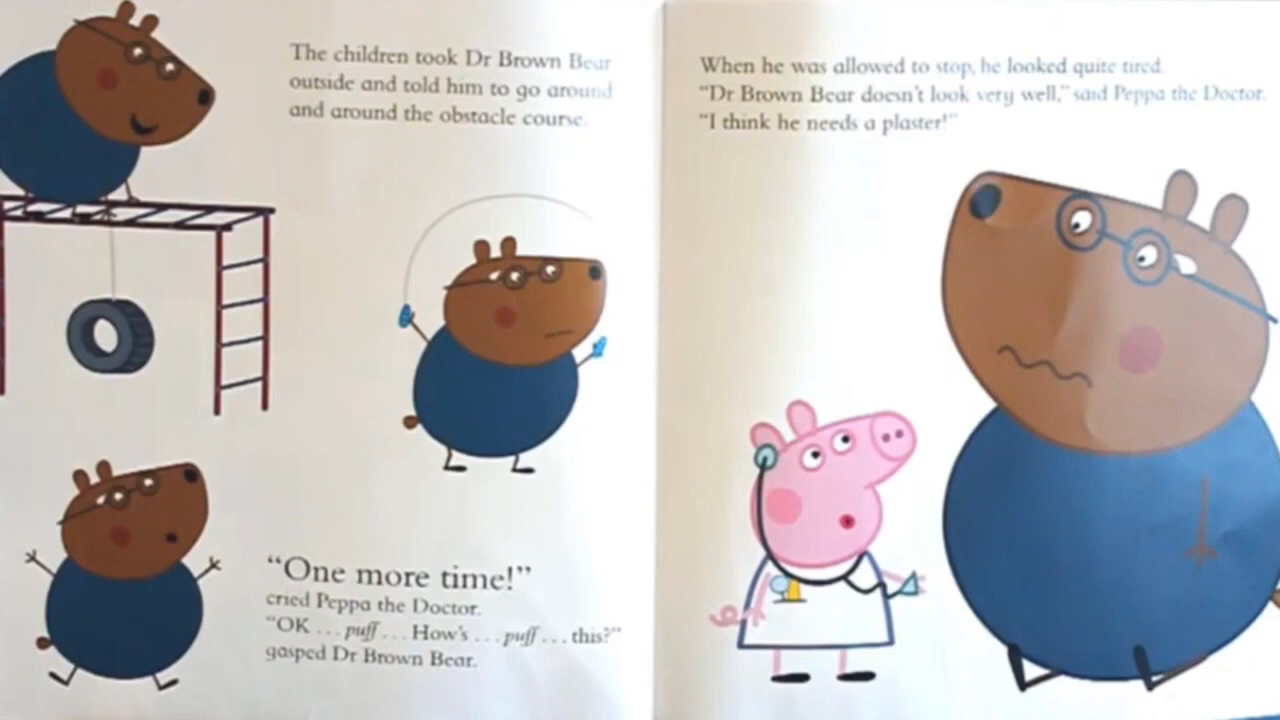 The children took Dr Brown Bear
outside and told him to go around
and around the obstacle course.
"One more time!"
cried Peppa the Doctor.
"OK ... puff ... How's ... puff ... this?"
gasped Dr Brown Bear.
When he was allowed to stop, he looked quite tired.
"Dr Brown Bear doesn't look very well," said Peppa the Doctor.
"I think he needs a plaster!"